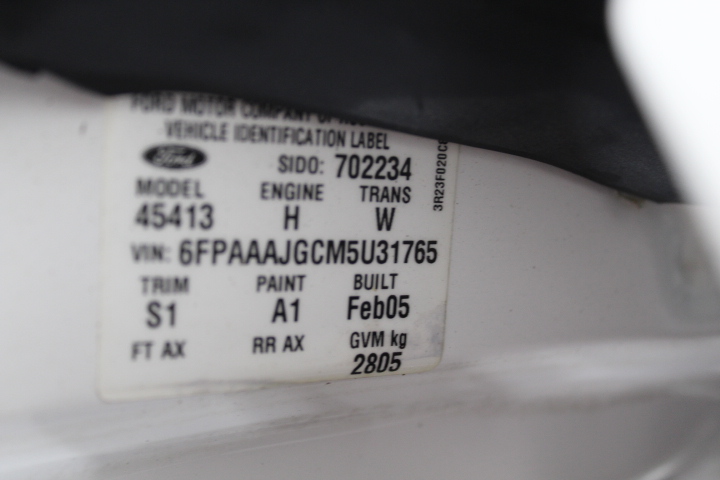 FORD MOTOR COMPANY OF
VEHICLE IDENTIFICATION LABEL
Ford
SIDO: 702234
MODEL ENGINE TRANS
45413 H W
VIN: 6FPAAAJGCM5U31765
TRIM PAINT BUILT
S1 A1 Feb05
FT AX RR AX GVM kg
2805